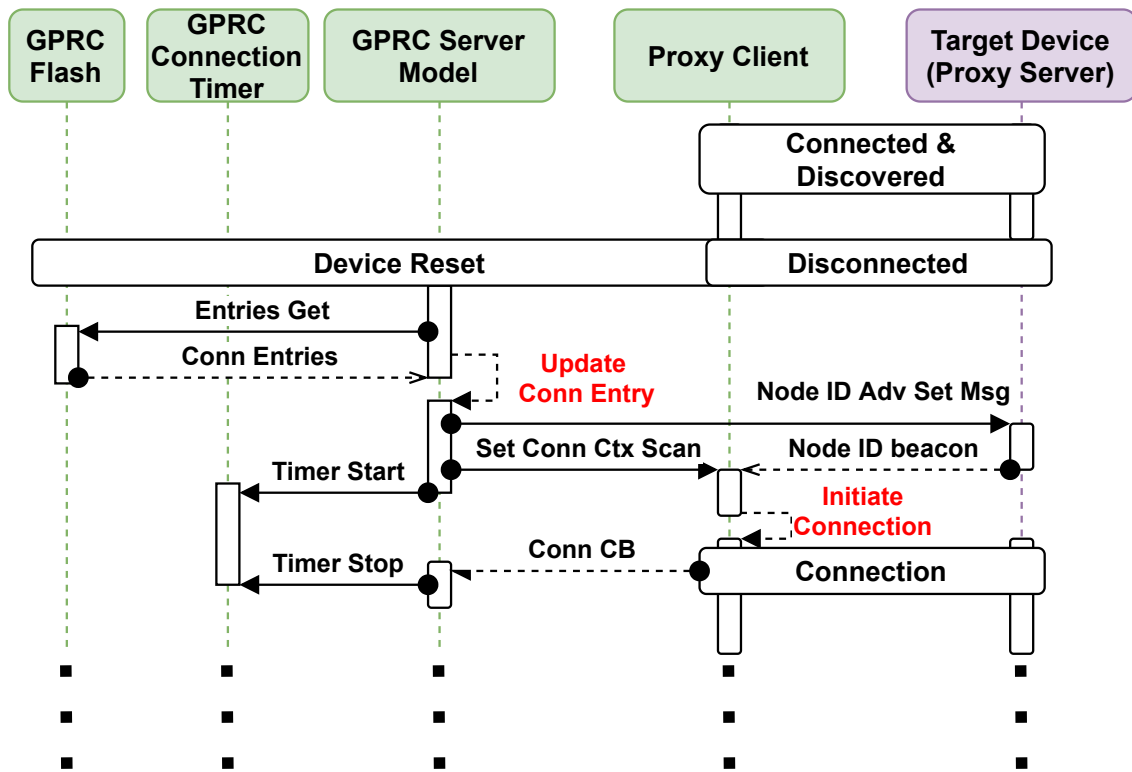 GPRC
Flash
GPRC
Connection
Timer
GPRC Server
Model
Proxy Client
Target Device
(Proxy Server)
Connected &
Discovered
Device Reset
Disconnected
Entries Get
Conn Entries
Update
Conn Entry
Node ID Adv Set Msg
Set Conn Ctx Scan
Node ID beacon
Timer Start
Initiate
Connection
Conn CB
Timer Stop
Connection